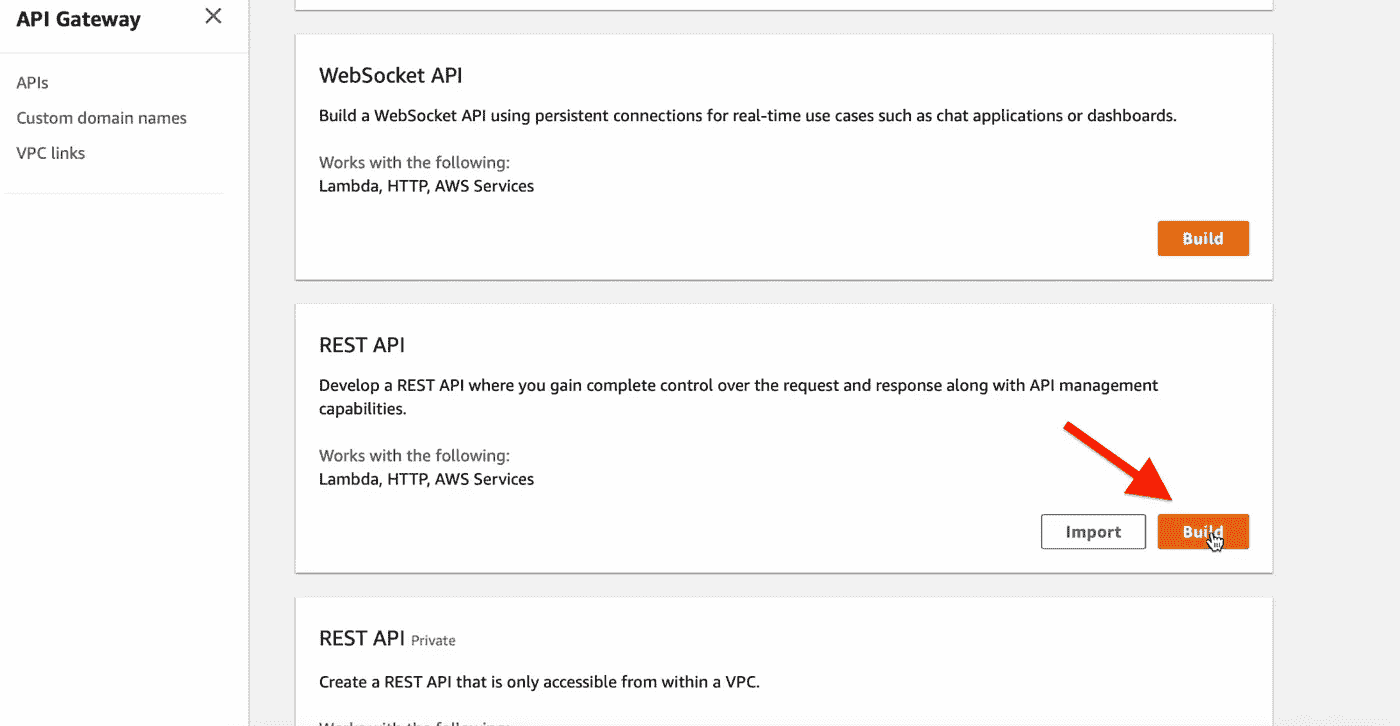 API Gateway
APIs
Custom domain names
VPC links
WebSocket API
Build a WebSocket API using persistent connections for real-time use cases such as chat applications or dashboards.
Works with the following:
Lambda, HTTP, AWS Services
Build
REST API
Develop a REST API where you gain complete control over the request and response along with API management
capabilities.
Works with the following:
Lambda, HTTP, AWS Services
Import
Build
REST API Private
Create a REST API that is only accessible from within a VPC.
Works with the following: